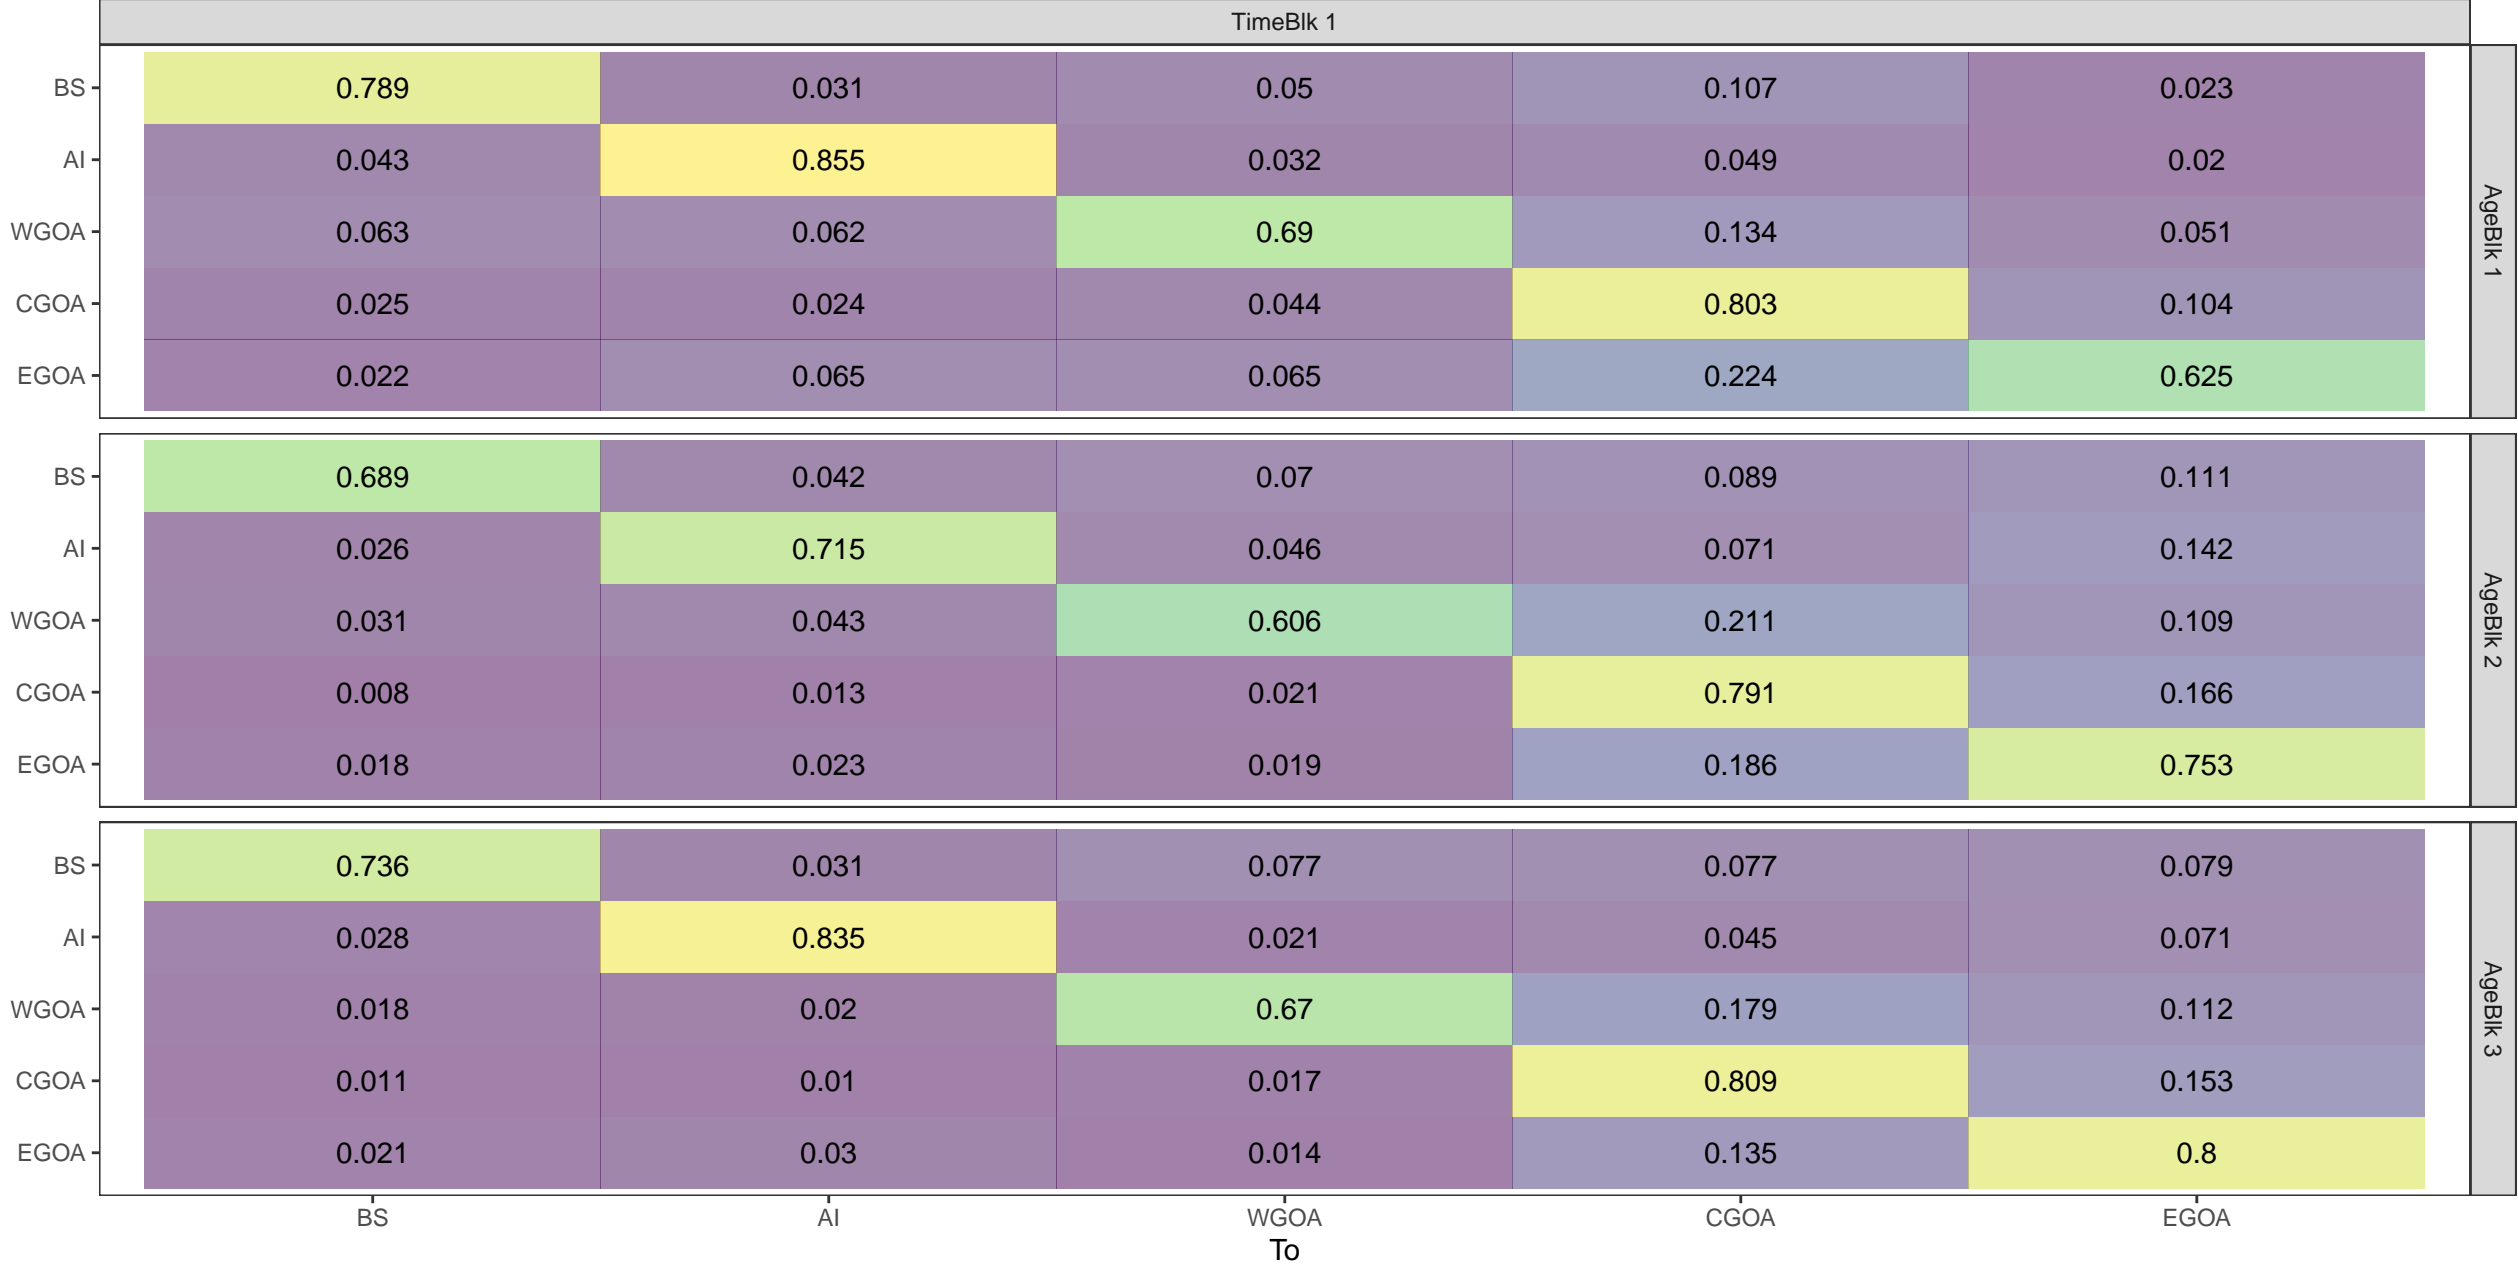 TimeBlk 1
BS 0.789 0.031 0.05 0.107 0.023
AI 0.043 0.855 0.032 0.049 0.02
WGOA 0.063 0.062 0.69 0.134 0.051
CGOA 0.025 0.024 0.044 0.803 0.104
EGOA 0.022 0.065 0.065 0.224 0.625
AgeBlk 1
BS 0.689 0.042 0.07 0.089 0.111
AI 0.026 0.715 0.046 0.071 0.142
WGOA 0.031 0.043 0.606 0.211 0.109
CGOA 0.008 0.013 0.021 0.791 0.166
EGOA 0.018 0.023 0.019 0.186 0.753
AgeBlk 2
BS 0.736 0.031 0.077 0.077 0.079
AI 0.028 0.835 0.021 0.045 0.071
WGOA 0.018 0.02 0.67 0.179 0.112
CGOA 0.011 0.01 0.017 0.809 0.153
EGOA 0.021 0.03 0.014 0.135 0.8
AgeBlk 3
BS AI WGOA CGOA EGOA
To